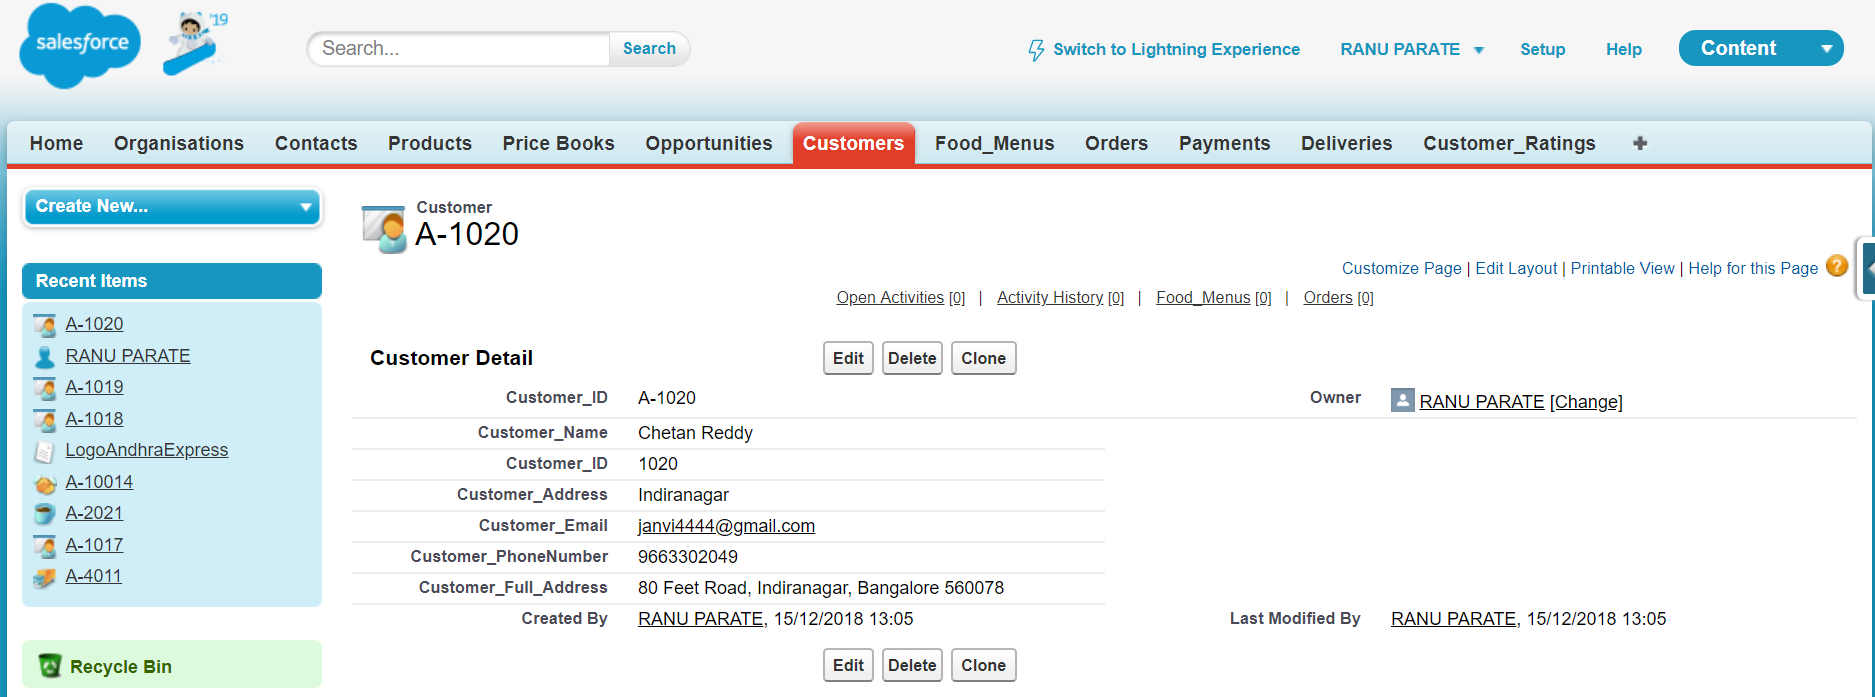 salesforce
'19
Search...
Search
Switch to Lightning Experience
RANU PARATE
Setup
Help
Content
Home
Organisations
Contacts
Products
Price Books
Opportunities
Customers
Food_Menus
Orders
Payments
Deliveries
Customer_Ratings
+
Create New...
Recent Items
A-1020
RANU PARATE
A-1019
A-1018
LogoAndhraExpress
A-10014
A-2021
A-1017
A-4011
Recycle Bin
Customer
A-1020
Customize Page | Edit Layout | Printable View | Help for this Page ?
Open Activities [0] | Activity History [0] | Food_Menus [0] | Orders [0]
Customer Detail
Edit
Delete
Clone
Customer_ID A-1020
Owner RANU PARATE [Change]
Customer_Name Chetan Reddy
Customer_ID 1020
Customer_Address Indiranagar
Customer_Email janvi4444@gmail.com
Customer_PhoneNumber 9663302049
Customer_Full_Address 80 Feet Road, Indiranagar, Bangalore 560078
Created By RANU PARATE, 15/12/2018 13:05
Last Modified By RANU PARATE, 15/12/2018 13:05
Edit
Delete
Clone